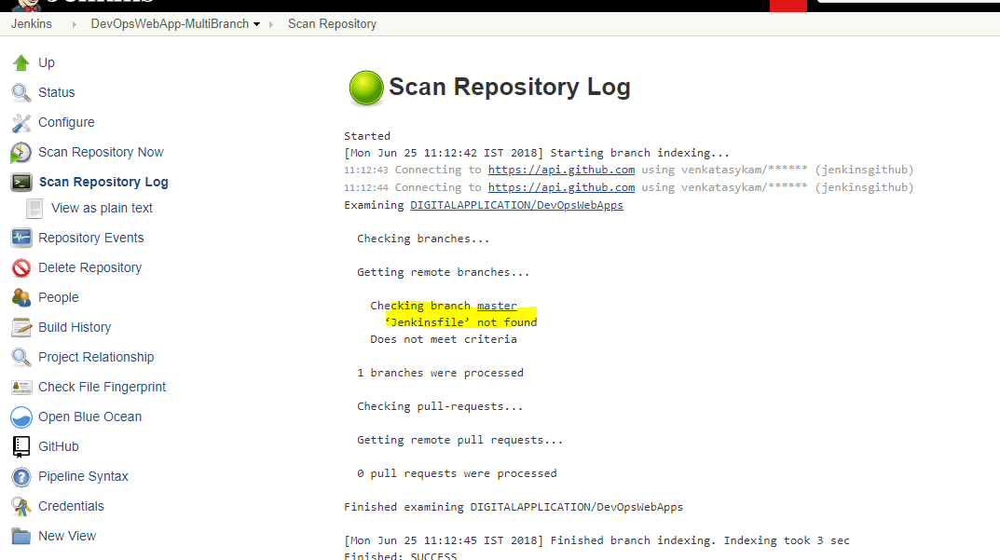 Jenkins
Jenkins DevOpsWebApp-MultiBranch Scan Repository
Up
Status
Configure
Scan Repository Now
Scan Repository Log
View as plain text
Repository Events
Delete Repository
People
Build History
Project Relationship
Check File Fingerprint
Open Blue Ocean
GitHub
Pipeline Syntax
Credentials
New View
Scan Repository Log
Started
[Mon Jun 25 11:12:42 IST 2018] Starting branch indexing...
11:12:43 Connecting to https://api.github.com using venkatasykam/****** (jenkinsgithub)
11:12:44 Connecting to https://api.github.com using venkatasykam/****** (jenkinsgithub)
Examining DIGITALAPPLICATION/DevOpsWebApps
Checking branches...
Getting remote branches...
Checking branch master
‘Jenkinsfile’ not found
Does not meet criteria
1 branches were processed
Checking pull-requests...
Getting remote pull requests...
0 pull requests were processed
Finished examining DIGITALAPPLICATION/DevOpsWebApps
[Mon Jun 25 11:12:45 IST 2018] Finished branch indexing. Indexing took 3 sec
Finished: SUCCESS